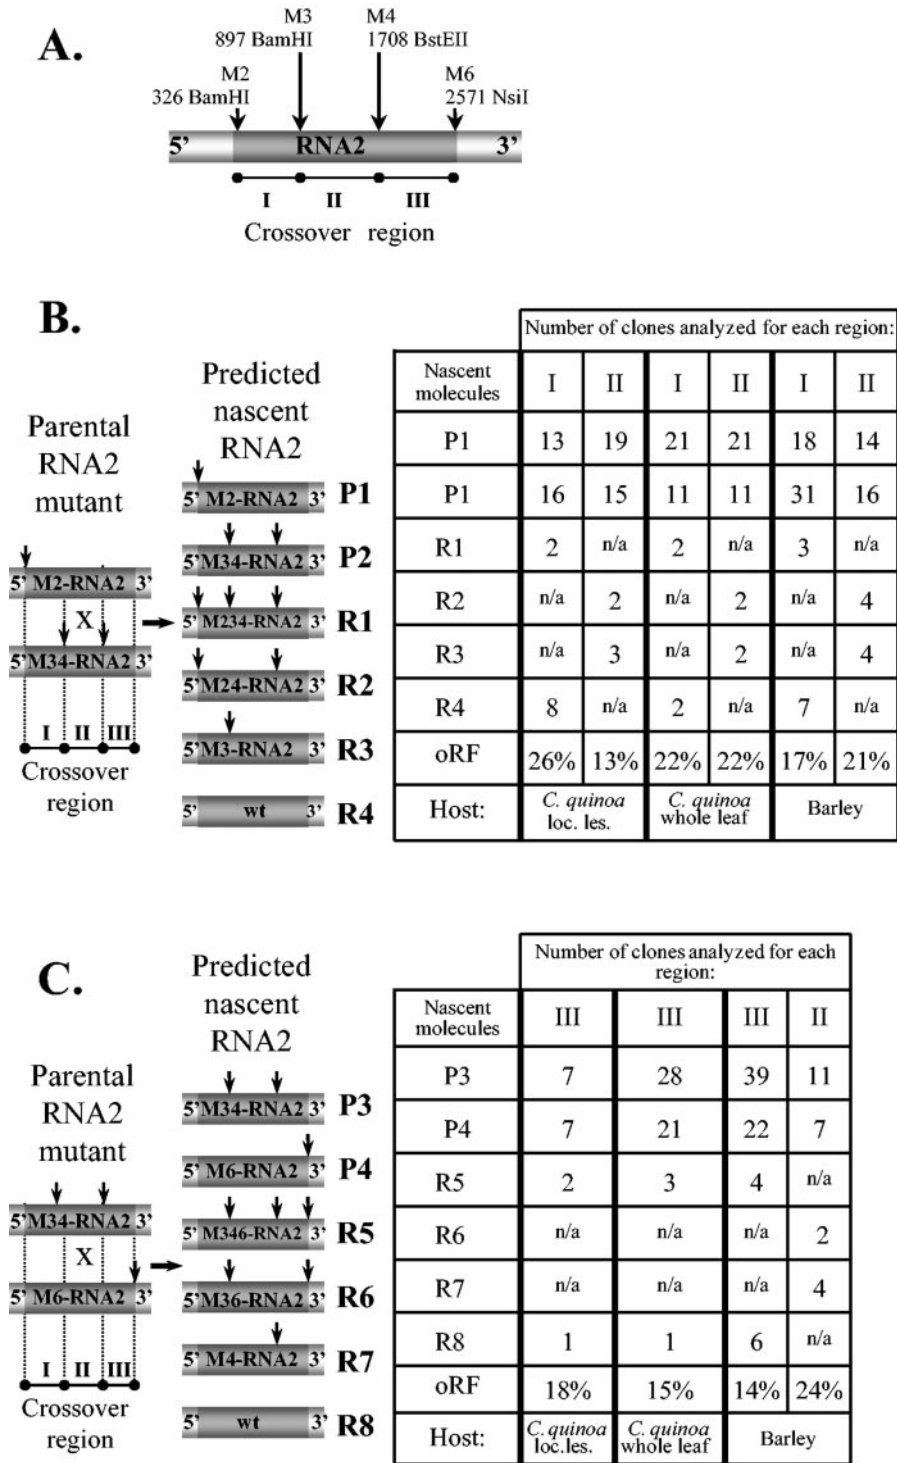 A.
M3
897 BamHI
M4
1708 BstEII
M2
326 BamHI
M6
2571 NsiI
5’ RNA2 3’
I II III
Crossover region
B.
Parental
RNA2
mutant
5’ M2-RNA2 3’
X
5’ M34-RNA2 3’
I II III
Crossover
region
Predicted
nascent
RNA2
5’ M2-RNA2 3’ P1
5’ M34-RNA2 3’ P2
5’ M234-RNA2 3’ R1
5’ M24-RNA2 3’ R2
5’ M3-RNA2 3’ R3
5’ wt 3’ R4
Number of clones analyzed for each region:
Nascent
molecules
I II I II I II
P1 13 19 21 21 18 14
P1 16 15 11 11 31 16
R1 2 n/a 2 n/a 3 n/a
R2 n/a 2 n/a 2 n/a 4
R3 n/a 3 n/a 2 n/a 4
R4 8 n/a 2 n/a 7 n/a
oRF 26% 13% 22% 22% 17% 21%
Host: C. quinoa
loc. les.
C. quinoa
whole leaf
Barley
C.
Parental
RNA2
mutant
5’ M34-RNA2 3’
X
5’ M6-RNA2 3’
I II III
Crossover
region
Predicted
nascent
RNA2
5’ M34-RNA2 3’ P3
5’ M6-RNA2 3’ P4
5’ M346-RNA2 3’ R5
5’ M36-RNA2 3’ R6
5’ M4-RNA2 3’ R7
5’ wt 3’ R8
Number of clones analyzed for each
region:
Nascent
molecules
III III III II
P3 7 28 39 11
P4 7 21 22 7
R5 2 3 4 n/a
R6 n/a n/a n/a 2
R7 n/a n/a n/a 4
R8 1 1 6 n/a
oRF 18% 15% 14% 24%
Host: C. quinoa
loc.les.
C. quinoa
whole leaf
Barley